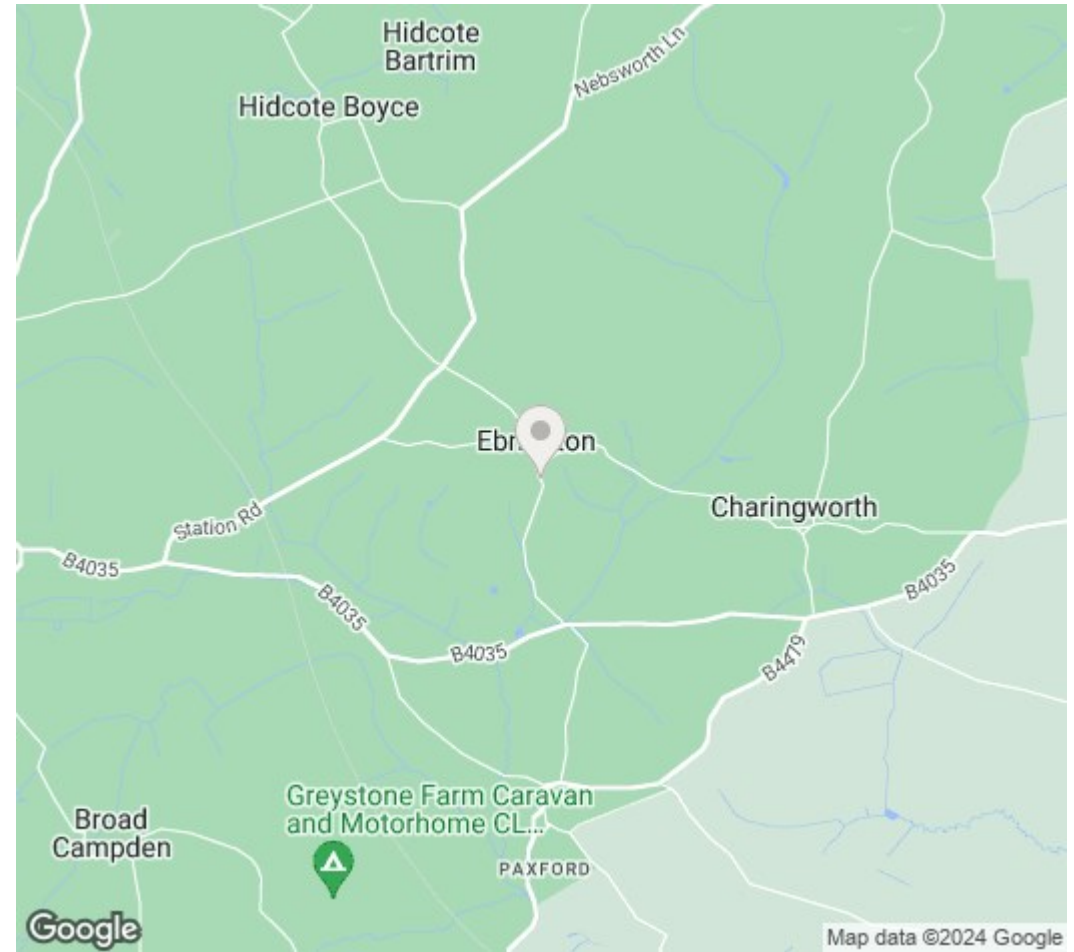 Hidcote
Bartrim
Nebsworth Ln
Hidcote Boyce
Charingworth
Station Rd
B4035
B4035
B4035
B4035
B4479
Greystone Farm Caravan
and Motorhome CL...
Broad
Campden
PAXFORD
Google
Map data ©2024 Google